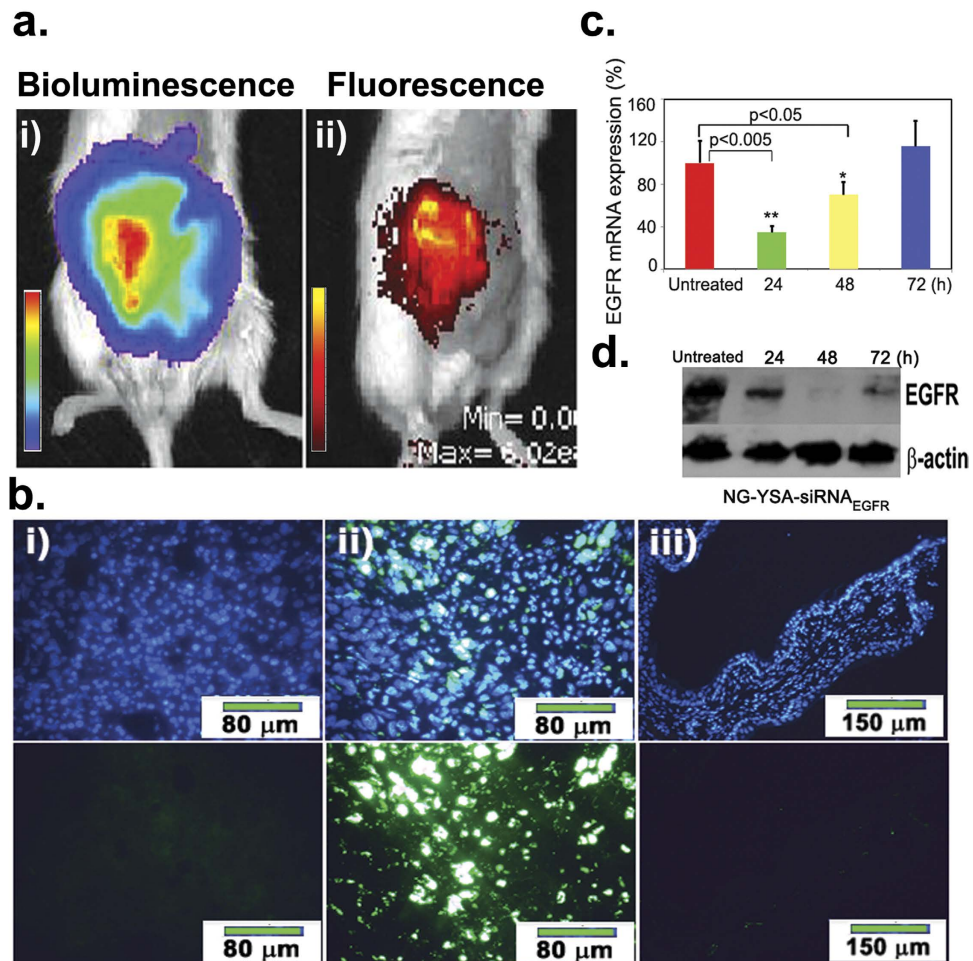 a.
Bioluminescence
Fluorescence
i)
ii)
Min= 0.0
Max=
c.
EGFR mRNA expression (%)
160
120
80
40
0
p<0.05
p<0.005
**
*
Untreated 24 48 72 (h)
d.
Untreated 24 48 72 (h)
EGFR
β-actin
NG-YSA-siRNAEGFR
b.
i)
ii)
iii)
80 μm
80 μm
150 μm
80 μm
80 μm
150 μm